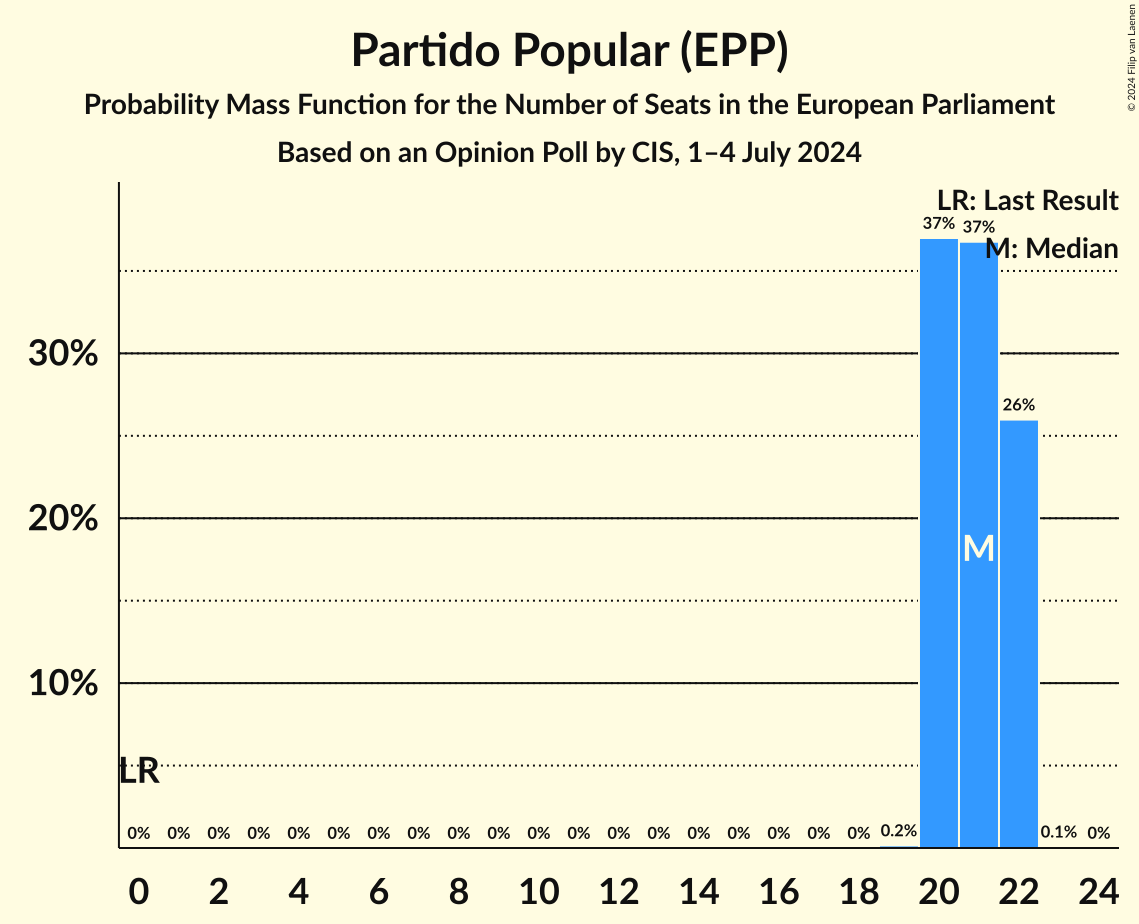 Partido Popular (EPP)
Probability Mass Function for the Number of Seats in the European Parliament
Based on an Opinion Poll by CIS, 1–4 July 2024
© 2024 Filip van Laenen
LR: Last Result
M: Median
37% 37%
30%
26%
20%
M
10%
LR
0% 0% 0% 0% 0% 0% 0% 0% 0% 0% 0% 0% 0% 0% 0% 0% 0% 0% 0% 0.2% 0.1% 0%
0 2 4 6 8 10 12 14 16 18 20 22 24